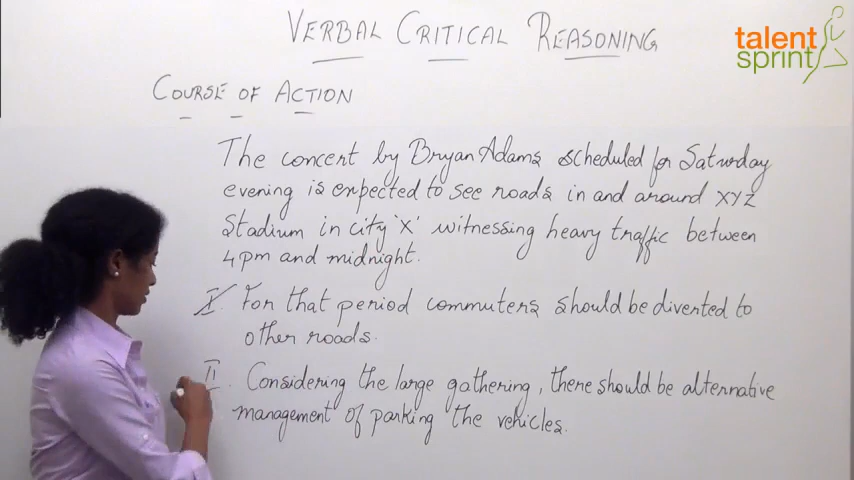 VERBAL CRITICAL REASONING
talent
sprint
COURSE OF ACTION
The concert by Bryan Adams scheduled for Saturday
evening is expected to see roads in and around XYZ
Stadium in city 'X' witnessing heavy traffic between
4pm and midnight.
I. For that period commuters should be diverted to
other roads.
II. Considering the large gathering, there should be alternative
management of parking the vehicles.